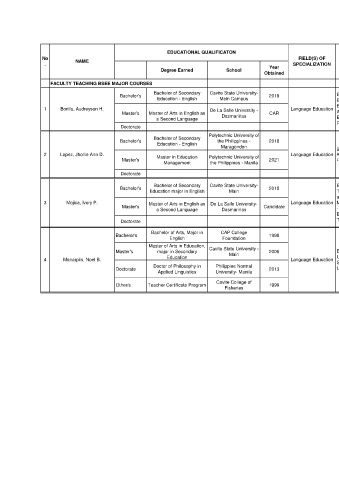 No.
NAME
EDUCATIONAL QUALIFICATON
FIELD(S) OF
SPECIALIZATION
Degree Earned
School
Year
Obtained
FACULTY TEACHING BSEE MAJOR COURSES
1
Bonilla, Audreyson H.
Bachelor's
Bachelor of Secondary
Education - English
Cavite State University-
Main Campus
2018
Master's
Master of Arts in English as
a Second Language
De La Salle University -
Dasmariñas
CAR
Doctorate
Language Education
2
Lopez, Jhorie Ann D.
Bachelor's
Bachelor of Secondary
Education - English
Polytechnic University of
the Philippines -
Maragondon
2018
Master's
Master in Education
Management
Polytechnic University of
the Philippines - Manila
2021
Doctorate
Language Education
3
Mojica, Ivory P.
Bachelor's
Bachelor of Secondary
Education major in English
Cavite State University-
Main
2018
Master's
Master of Arts in English as
a Second Language
De La Salle University-
Dasmariñas
Candidate
Doctorate
Language Education
4
Manarpiis, Noel B.
Bachelor's
Bachelor of Arts, Major in
English
CAP College
Foundation
1998
Master's
Master of Arts in Education,
major in Secondary
Education
Cavite State University -
Main
2006
Doctorate
Doctor of Philosophy in
Applied Linguistics
Philippine Normal
University- Manila
2013
Others
Teacher Certificate Program
Cavite College of
Fisheries
1999
Language Education